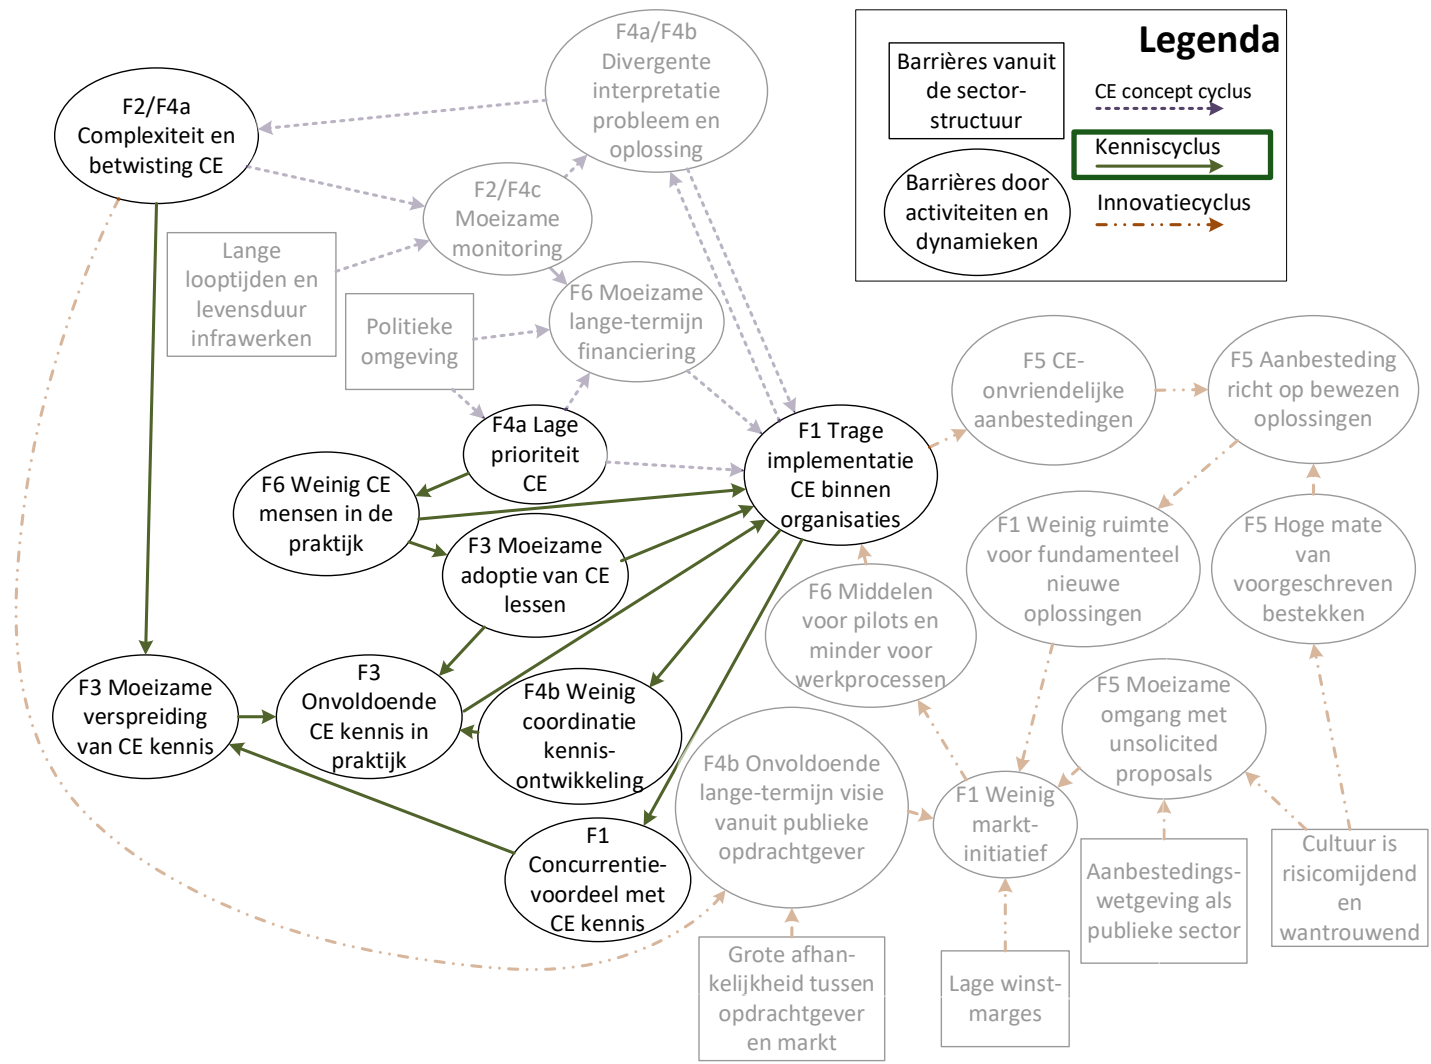 F4a/F4b
Divergente
interpretatie
probleem en
oplossing
Legenda
Barrières vanuit
de sector-
structuur
CE concept cyclus
Kenniscyclus
Barrières door
activiteiten en
dynamieken
Innovatiecyclus
F2/F4a
Complexiteit en
betwisting CE
F2/F4c
Moeizame
monitoring
Lange
looptijden en
levensduur
infrawerken
Politieke
omgeving
F6 Moeizame
lange-termijn
financiering
F5 CE-
onvriendelijke
aanbestedingen
F5 Aanbesteding
richt op bewezen
oplossingen
F4a Lage
prioriteit
CE
F1 Trage
implementatie
CE binnen
organisaties
F6 Weinig CE
mensen in de
praktijk
F3 Moeizame
adoptie van CE
lessen
F1 Weinig ruimte
voor fundamenteel
nieuwe
oplossingen
F5 Hoge mate
van
voorgeschreven
bestekken
F6 Middelen
voor pilots en
minder voor
werkprocessen
F3 Moeizame
verspreiding
van CE kennis
F3
Onvoldoende
CE kennis in
praktijk
F4b Weinig
coordinatie
kennis-
ontwikkeling
F5 Moeizame
omgang met
unsolicited
proposals
F4b Onvoldoende
lange-termijn visie
vanuit publieke
opdrachtgever
F1 Weinig
markt-
initiatief
F1
Concurrentie-
voordeel met
CE kennis
Aanbestedings-
wetgeving als
publieke sector
Cultuur is
risicomijdend
en
wantrouwend
Grote afhan-
kelijkheid tussen
opdrachtgever
en markt
Lage winst-
marges